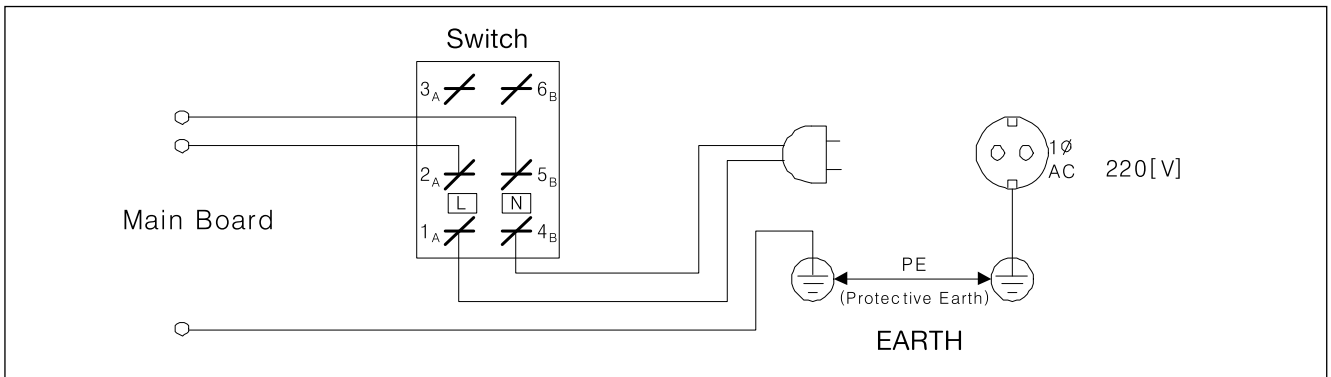 Switch
3A 6B
1Ø
2A 5B AC 220[V]
L N
Main Board 1A 4B
PE
(Protective Earth)
EARTH